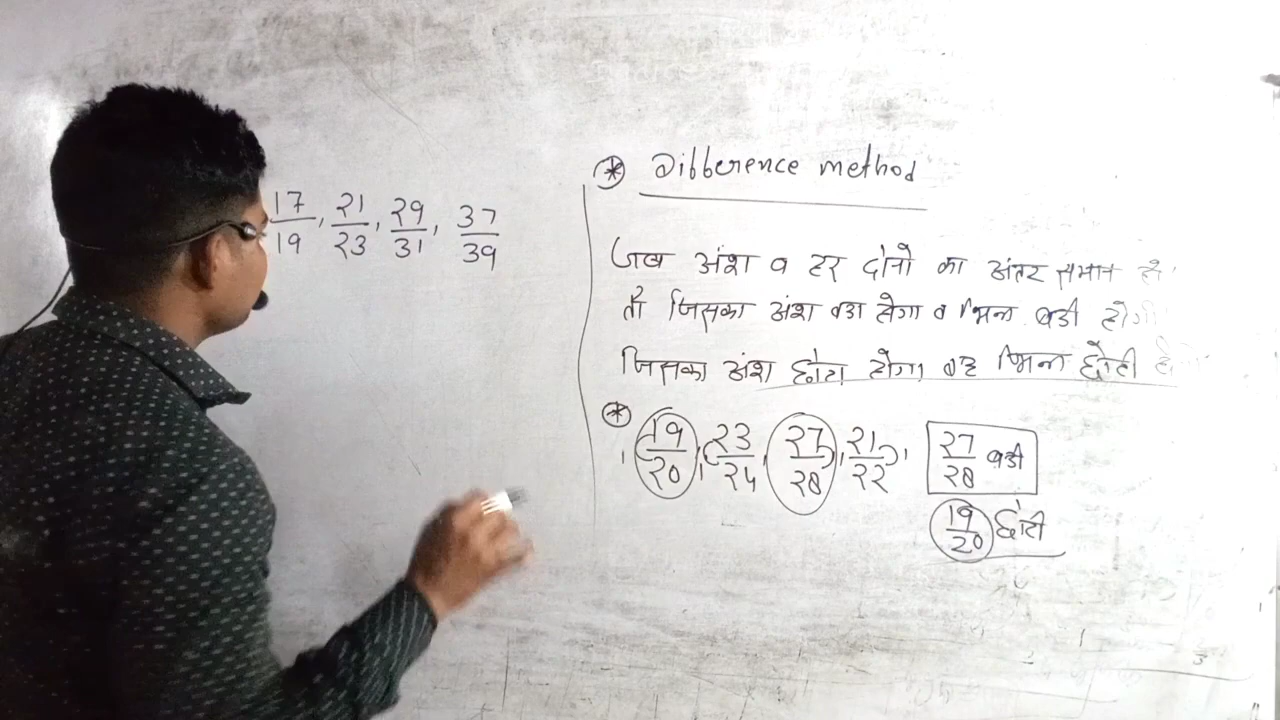 17/19, 21/23, 29/31, 37/39
* Difference method
जब अंश व हर दोनो का अंतर समान हो
तो जिसका अंश बडा होगा व भिन्न बडी होगी
जिसका अंश छोटा होगा वह भिन्न छोटी
* 19/20, 23/24, 27/28, 21/22, 27/28 बडी
19/20 छोटी